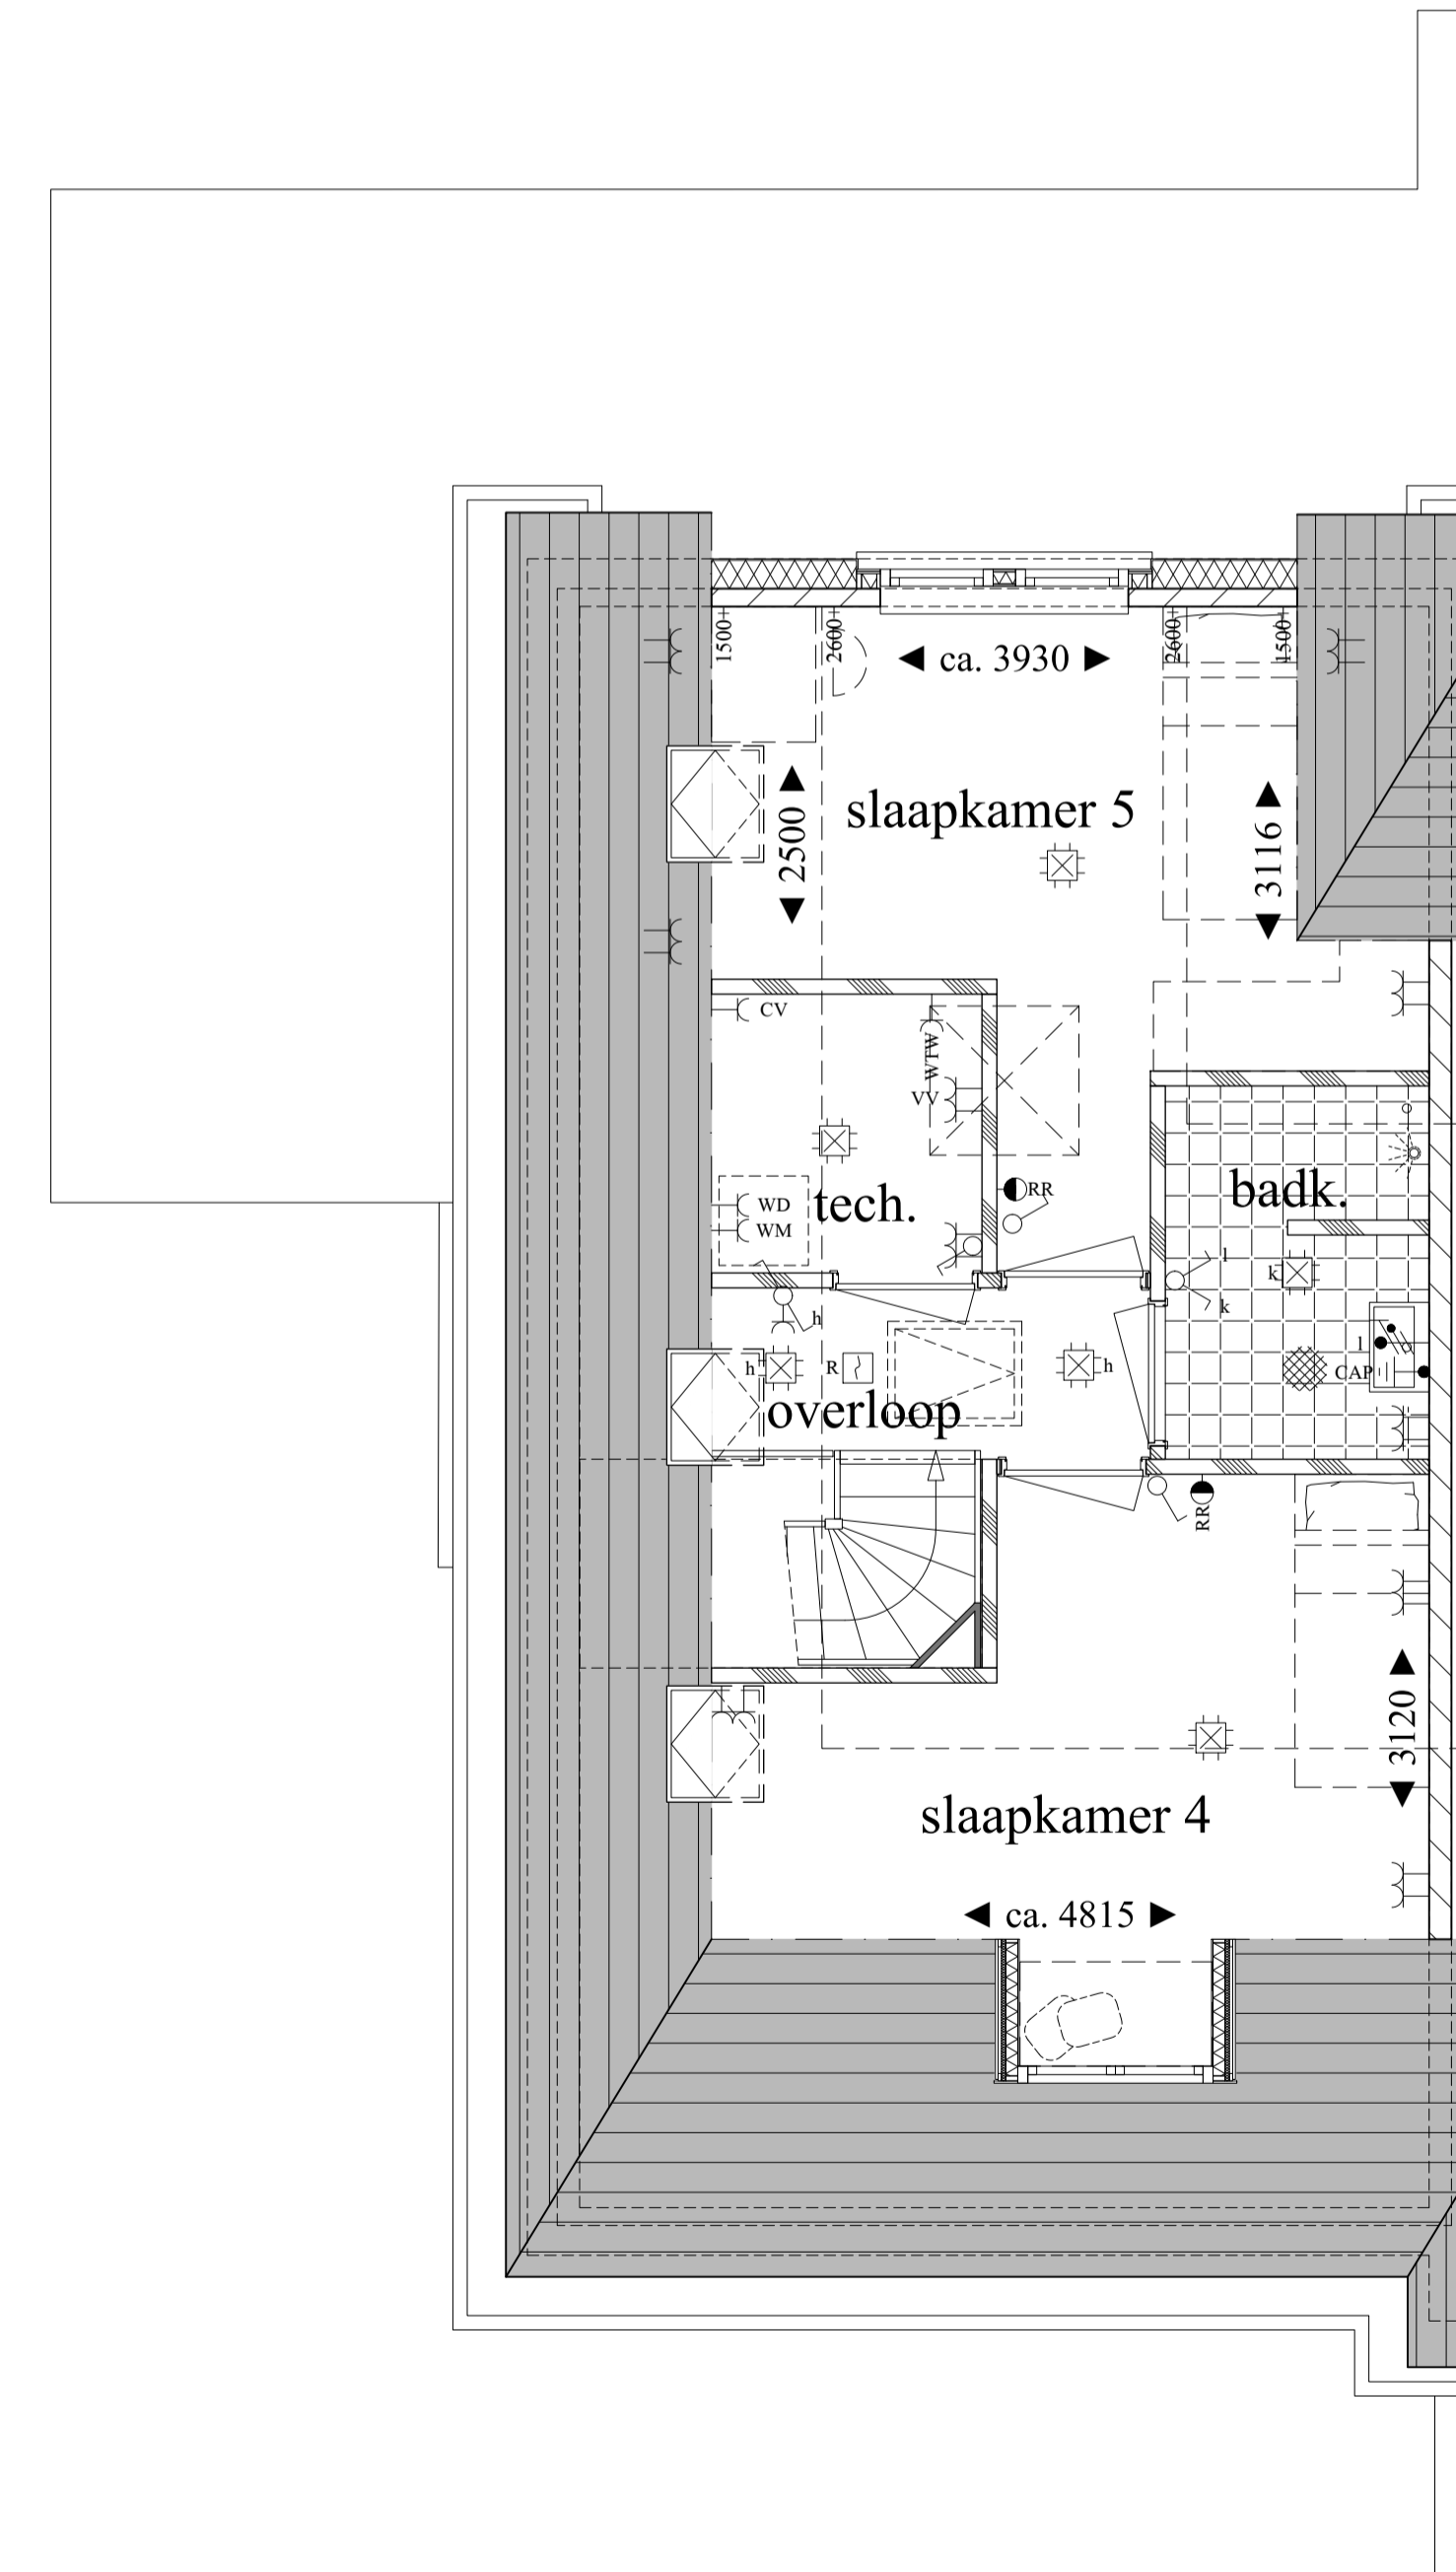 1500+
2600+
ca. 3930
2600+
1500+
2500
slaapkamer 5
3116
CV
WTW
VV
WD
WM
tech.
RR
badk.
h
l
k
k
h
R
h
l
CAP
overloop
RR
3120
slaapkamer 4
ca. 4815